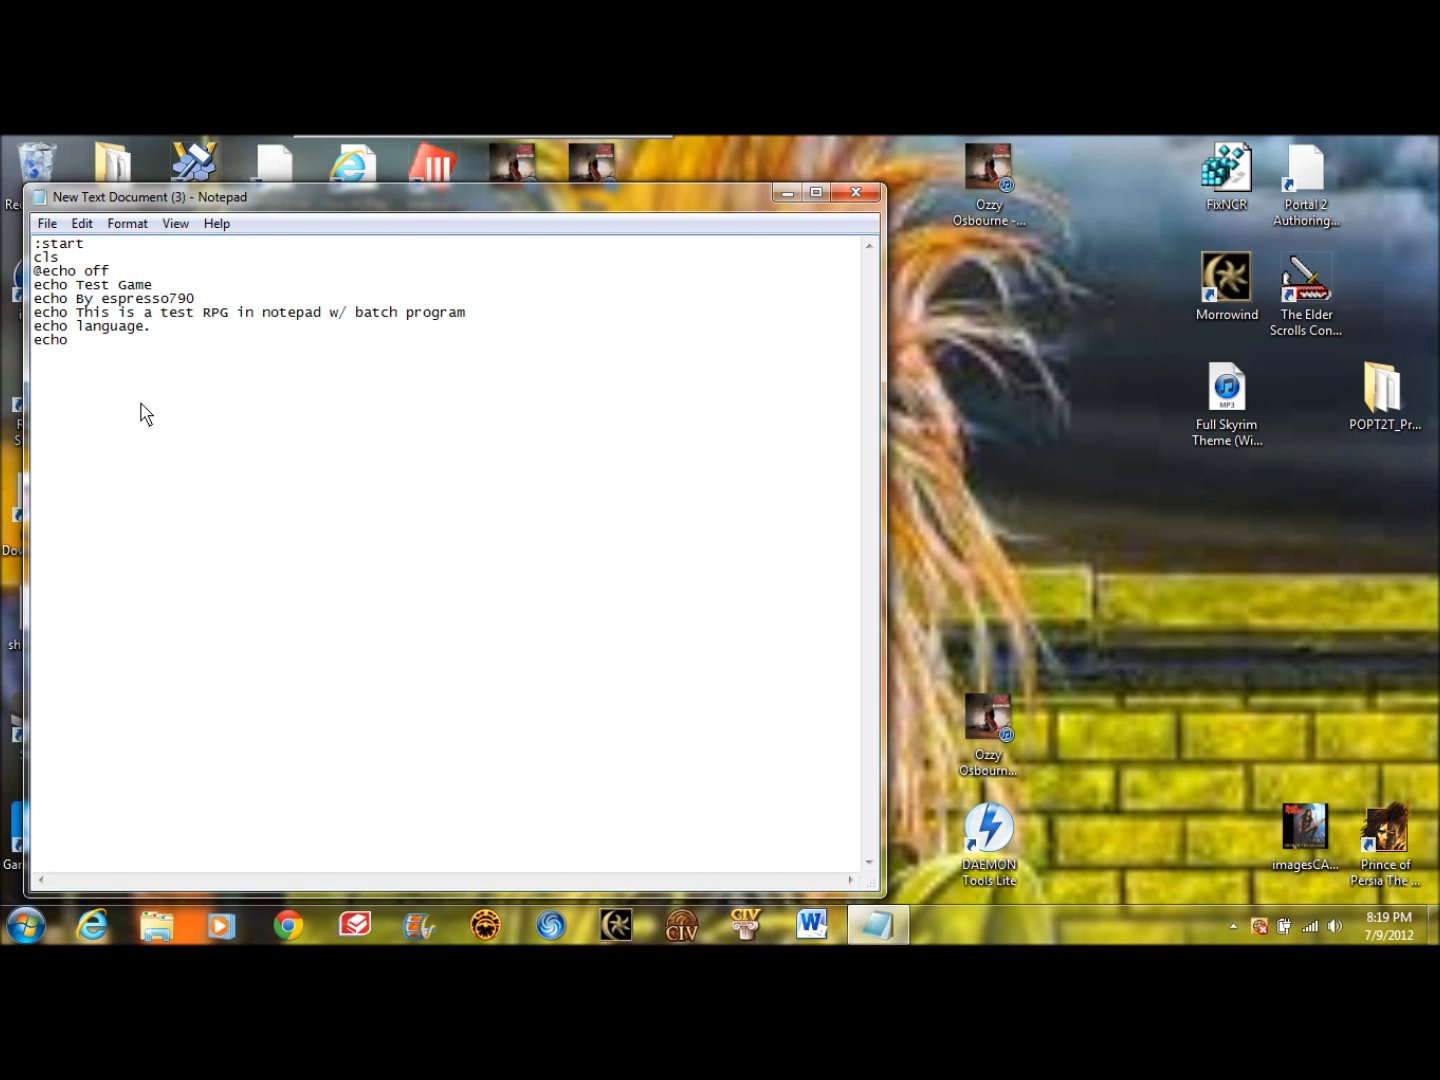 New Text Document (3) - Notepad
File Edit Format View Help
:start
cls
@echo off
echo Test Game
echo By espresso790
echo This is a test RPG in notepad w/ batch program
echo language.
echo
Ozzy
Osbourne -...
FixNCR
Portal 2
Authoring...
Morrowind
The Elder
Scrolls Con...
MP3
Full Skyrim
Theme (Wi...
POPT2T_Pr...
Ozzy
Osbourn...
DAEMON
Tools Lite
imagesCA...
Prince of
Persia The ...
CIV
CIV
W
8:19 PM
7/9/2012